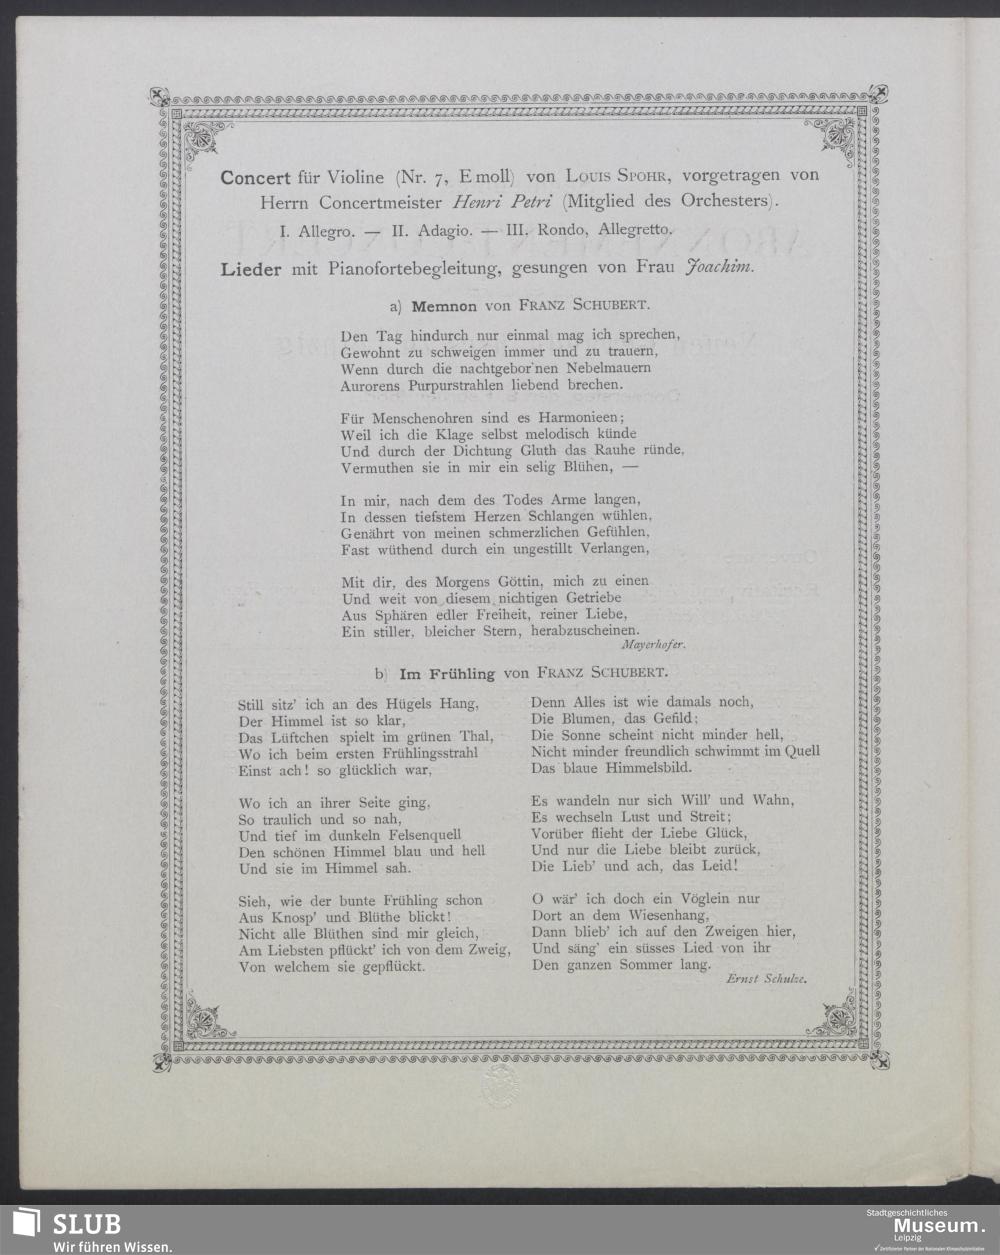 Concert für Violine (Nr. 7, Emoll) von Louis Spohr, vorgetragen von
Herrn Concertmeister Henri Petri (Mitglied des Orchesters).
I. Allegro. — II. Adagio. — III. Rondo, Allegretto.
Lieder mit Pianofortebegleitung, gesungen von Frau Joachim.
a) Memnon von Franz Schubert.
Den Tag hindurch nur einmal mag ich sprechen,
Gewohnt zu schweigen immer und zu trauern,
Wenn durch die nachtgebor'nen Nebelmauern
Aurorens Purpurstrahlen liebend brechen.
Für Menschenohren sind es Harmonieen;
Weil ich die Klage selbst melodisch künde
Und durch der Dichtung Gluth das Rauhe ründe,
Vermuthen sie in mir ein selig Blühen, —
In mir, nach dem des Todes Arme langen,
In dessen tiefstem Herzen Schlangen wühlen,
Genährt von meinen schmerzlichen Gefühlen,
Fast wüthend durch ein ungestillt Verlangen,
Mit dir, des Morgens Göttin, mich zu einen
Und weit von diesem nichtigen Getriebe
Aus Sphären edler Freiheit, reiner Liebe,
Ein stiller, bleicher Stern, herabzuscheinen.
Mayerhofer.
b) Im Frühling von Franz Schubert.
Still sitz' ich an des Hügels Hang,
Der Himmel ist so klar,
Das Lüftchen spielt im grünen Thal,
Wo ich beim ersten Frühlingsstrahl
Einst ach! so glücklich war,
Wo ich an ihrer Seite ging,
So traulich und so nah,
Und tief im dunkeln Felsenquell
Den schönen Himmel blau und hell
Und sie im Himmel sah.
Sieh, wie der bunte Frühling schon
Aus Knosp' und Blüthe blickt!
Nicht alle Blüthen sind mir gleich,
Am Liebsten pflückt' ich von dem Zweig,
Von welchem sie gepflückt.
Denn Alles ist wie damals noch,
Die Blumen, das Gefild;
Die Sonne scheint nicht minder hell,
Nicht minder freundlich schwimmt im Quell
Das blaue Himmelsbild.
Es wandeln nur sich Will' und Wahn,
Es wechseln Lust und Streit;
Vorüber flieht der Liebe Glück,
Und nur die Liebe bleibt zurück,
Die Lieb' und ach, das Leid!
O wär' ich doch ein Vöglein nur
Dort an dem Wiesenhang,
Dann blieb' ich auf den Zweigen hier,
Und säng' ein süsses Lied von ihr
Den ganzen Sommer lang.
Ernst Schulze.
SLUB
Wir führen Wissen.
Stadtgeschichtliches
Museum.
Leipzig
Zertifizierter Partner der Nationalen Klimaschutzinitiative